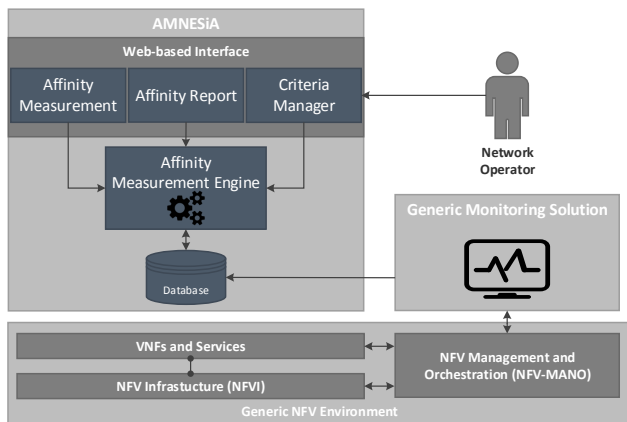 AMNESiA
Web-based Interface
Affinity
Measurement
Affinity Report
Criteria
Manager
Network
Operator
Affinity
Measurement Engine
Database
Generic Monitoring Solution
VNFs and Services
NFV Infrastucture (NFVI)
NFV Management and
Orchestration (NFV-MANO)
Generic NFV Environment